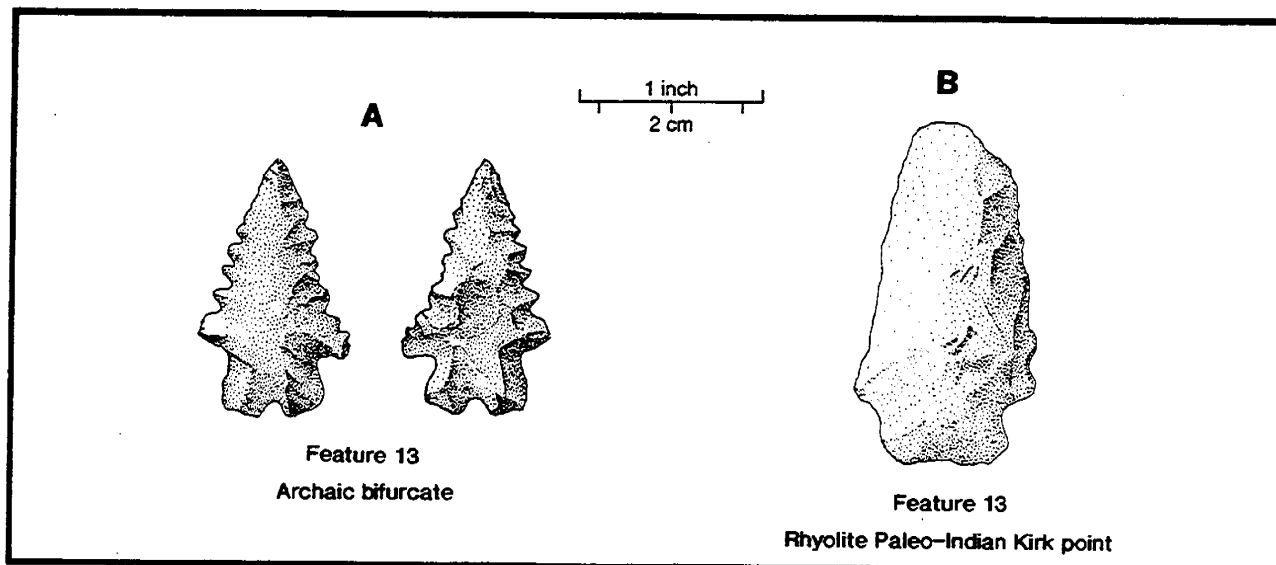 A
1 inch
2 cm
B
Feature 13
Archaic bifurcate
Feature 13
Rhyolite Paleo-Indian Kirk point